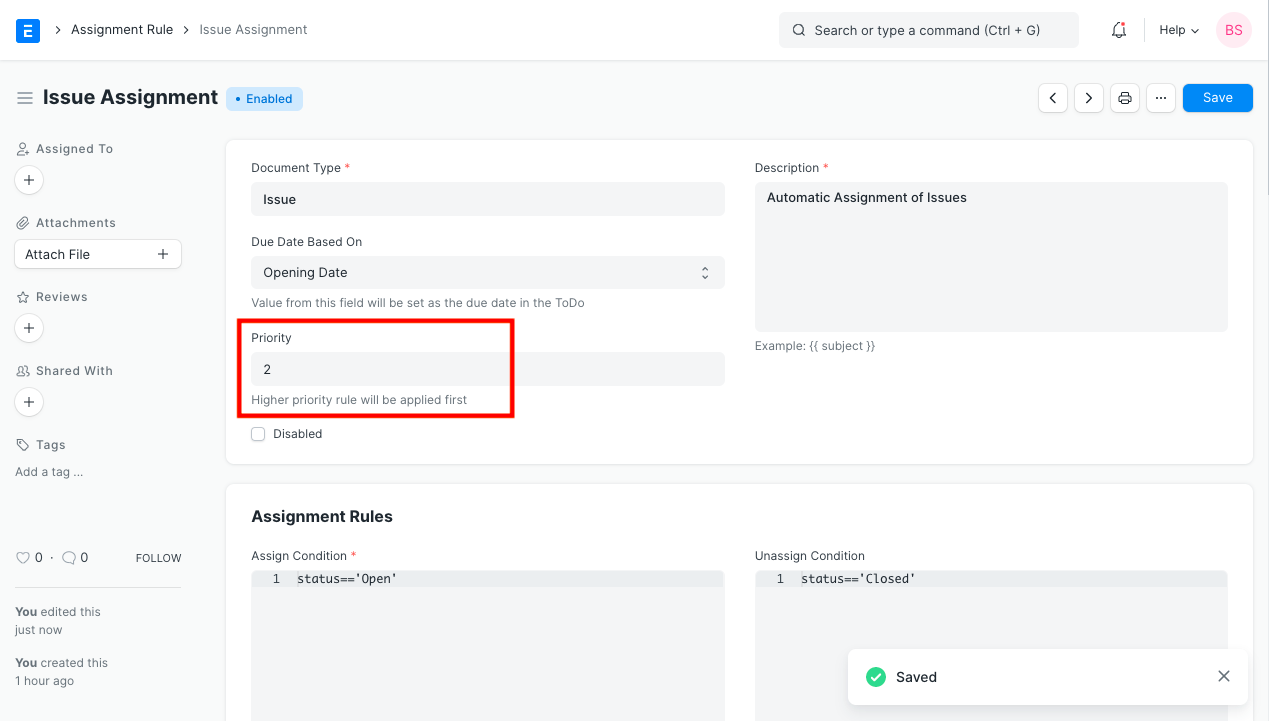 E
Assignment Rule
Issue Assignment
Search or type a command (Ctrl + G)
Help
BS
Issue Assignment
Enabled
Save
Assigned To
Attachments
Attach File
Reviews
Shared With
Tags
Add a tag ...
0 · 0
FOLLOW
You edited this
just now
You created this
1 hour ago
Document Type *
Issue
Due Date Based On
Opening Date
Value from this field will be set as the due date in the ToDo
Priority
2
Higher priority rule will be applied first
Disabled
Description *
Automatic Assignment of Issues
Example: {{ subject }}
Assignment Rules
Assign Condition *
1 status=='Open'
Unassign Condition
1 status=='Closed'
Saved